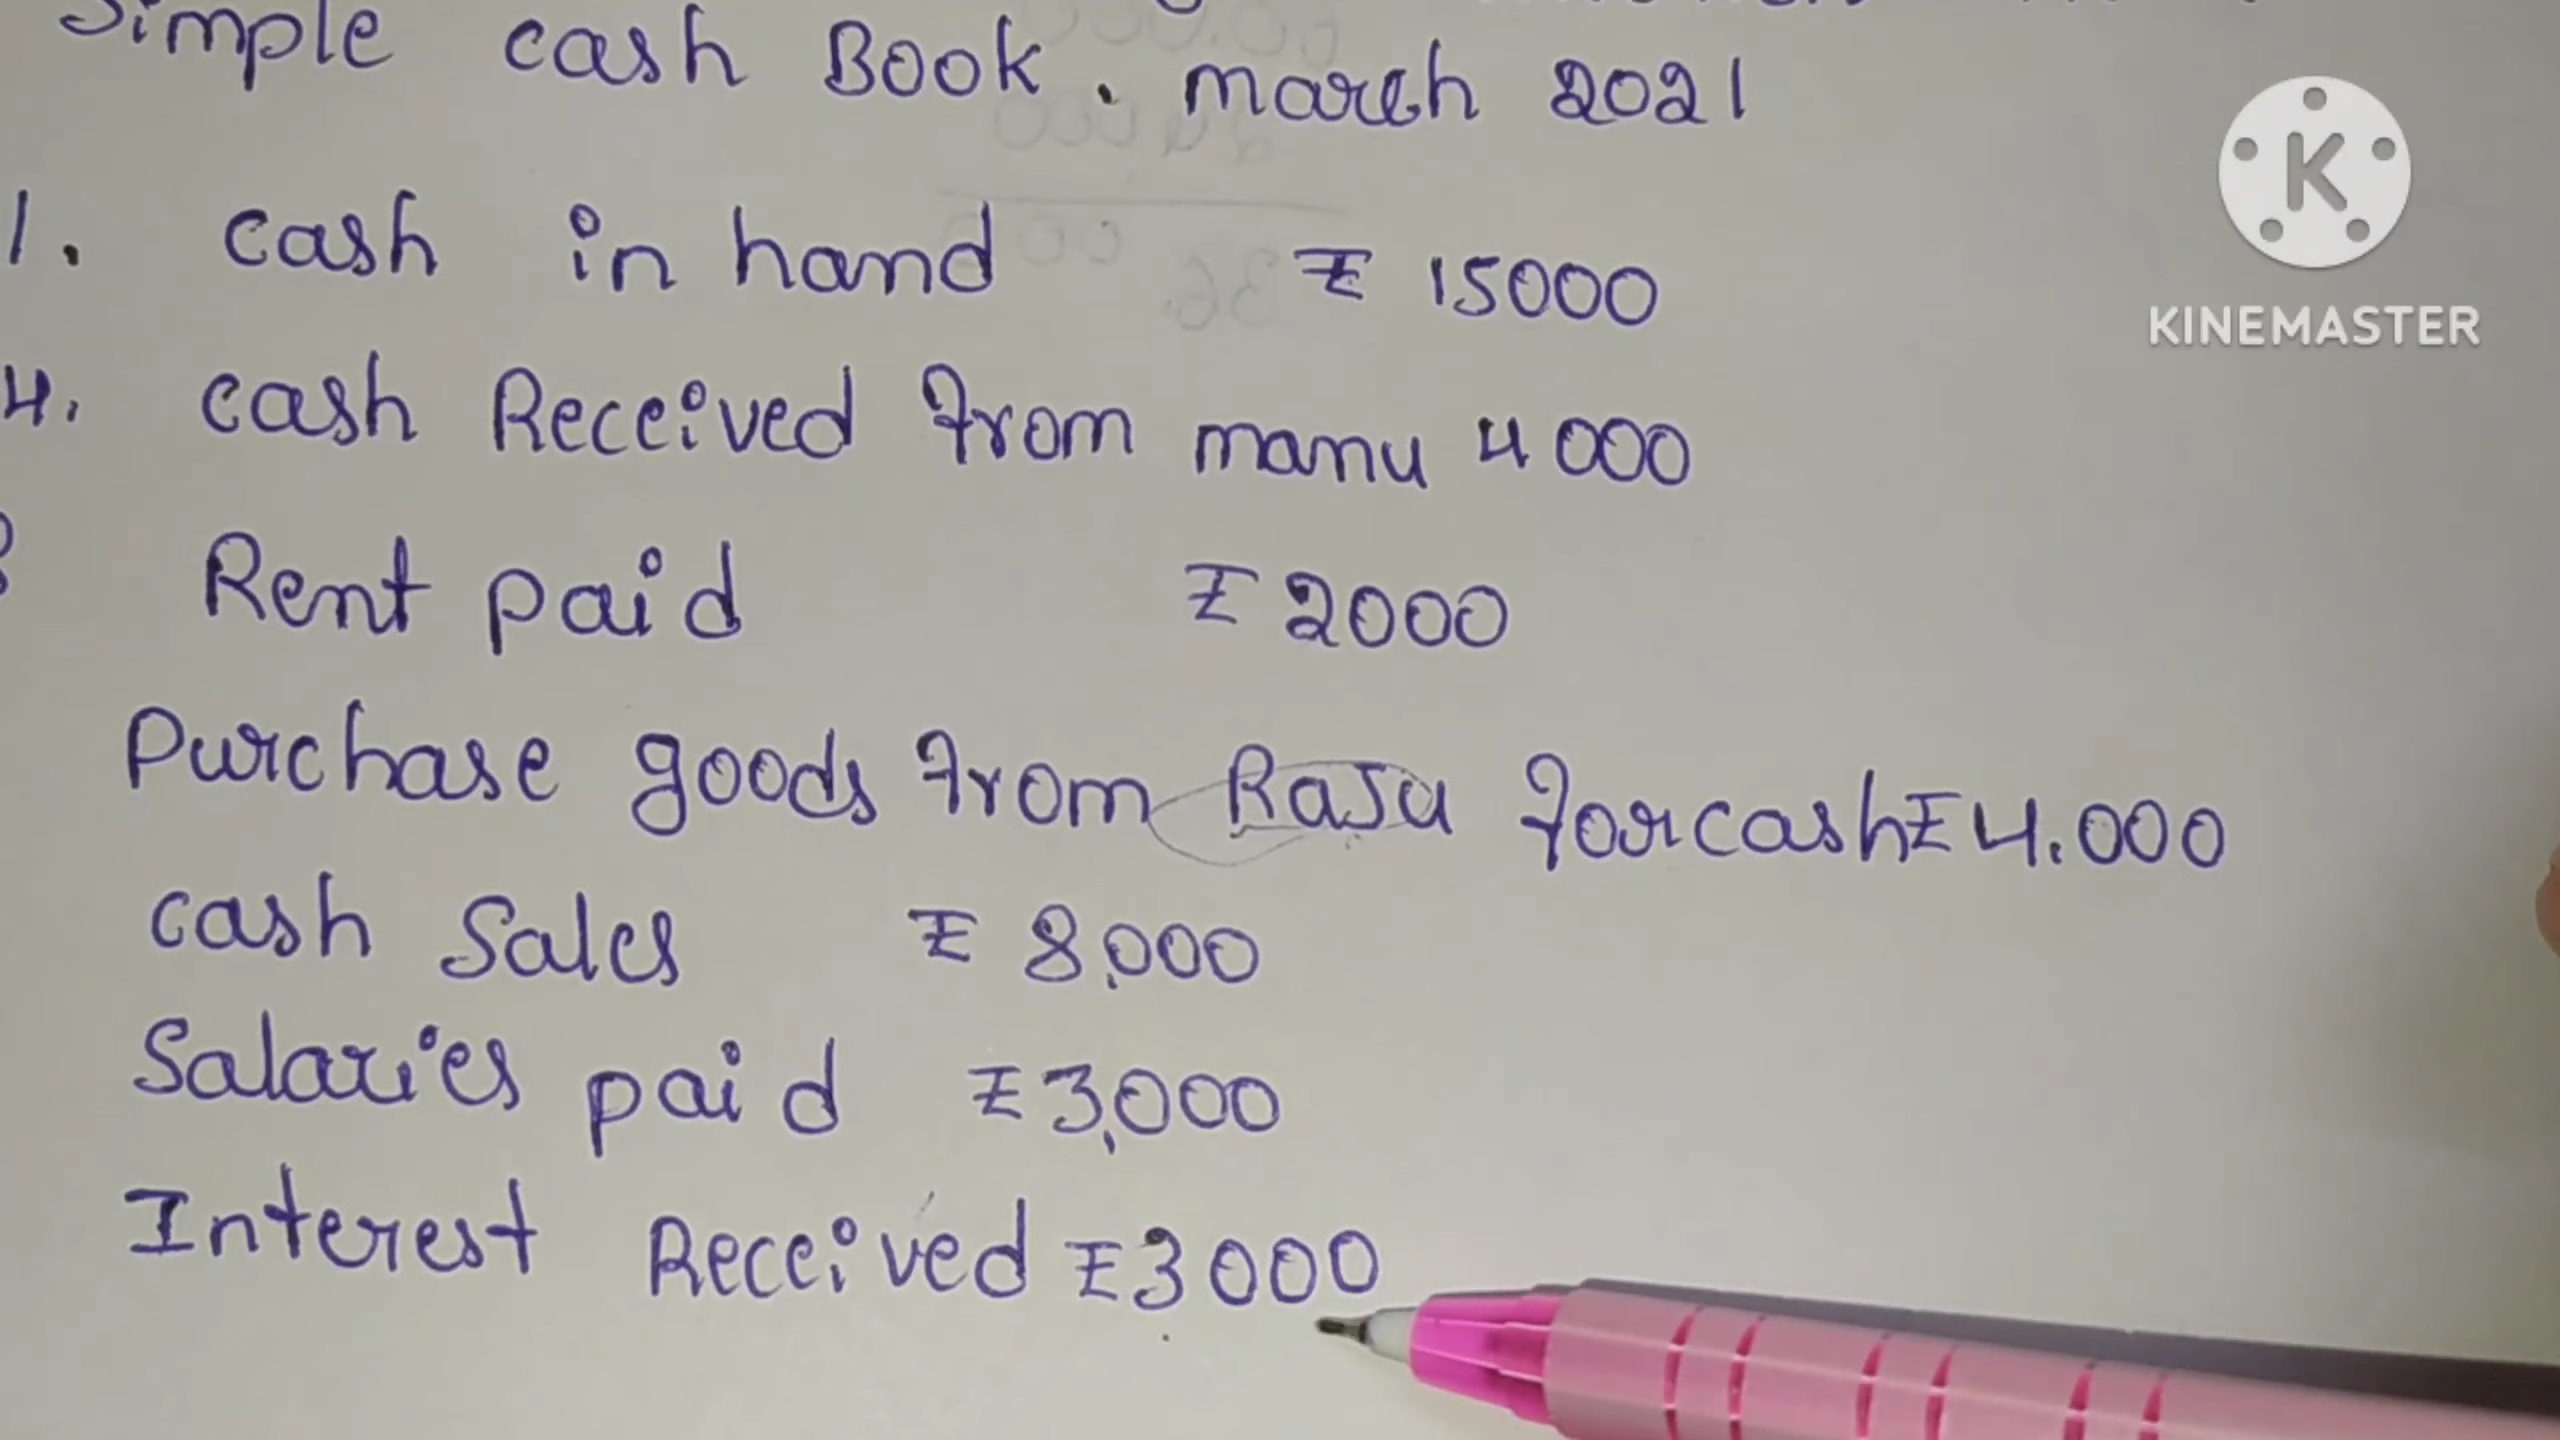 Simple cash Book. march 2021
K
KINEMASTER
1. cash in hand ₹ 15000
4. cash Received from manu 4000
Rent paid ₹ 2000
Purchase goods from Raju for cash ₹ 4.000
cash Sales ₹ 8,000
Salaries paid ₹ 3,000
Interest Received ₹ 3000